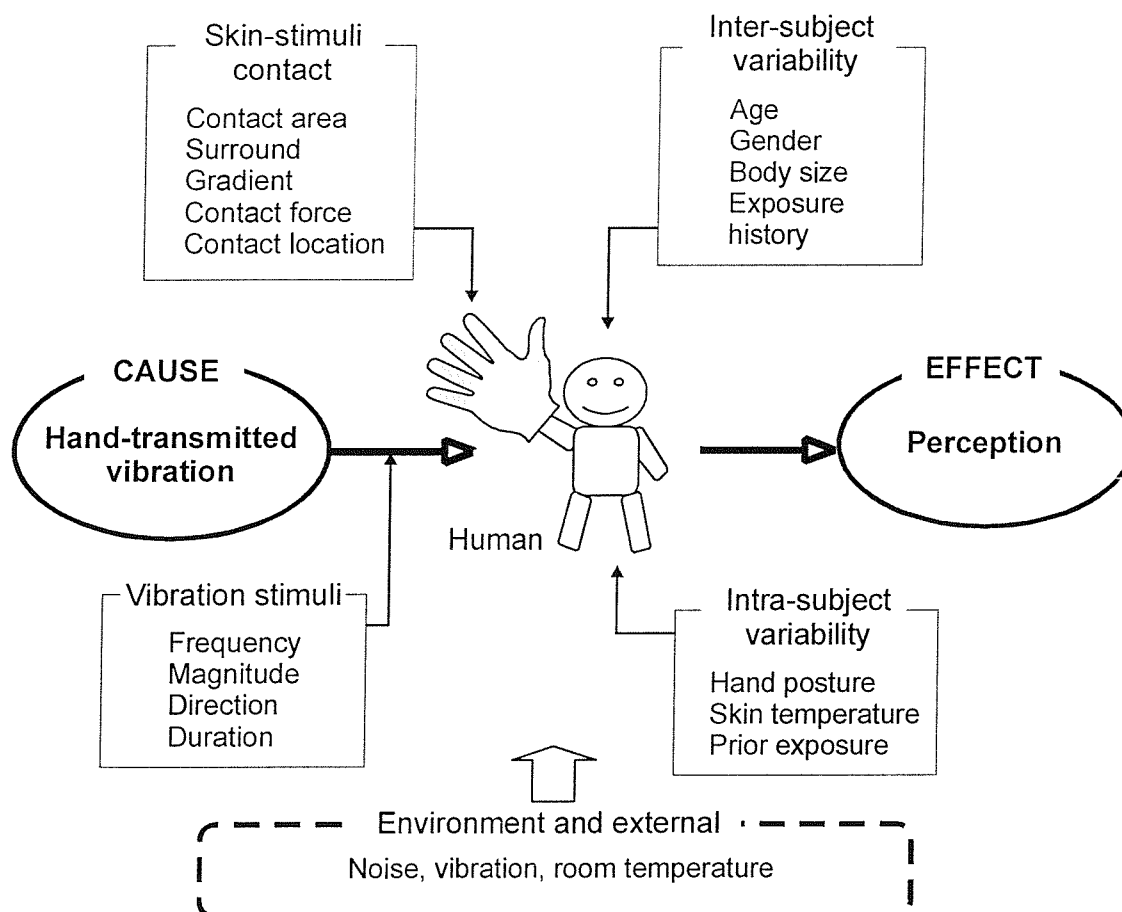 Skin-stimuli
contact
Contact area
Surround
Gradient
Contact force
Contact location
Inter-subject
variability
Age
Gender
Body size
Exposure
history
CAUSE
Hand-transmitted
vibration
Human
EFFECT
Perception
Vibration stimuli
Frequency
Magnitude
Direction
Duration
Intra-subject
variability
Hand posture
Skin temperature
Prior exposure
Environment and external
Noise, vibration, room temperature